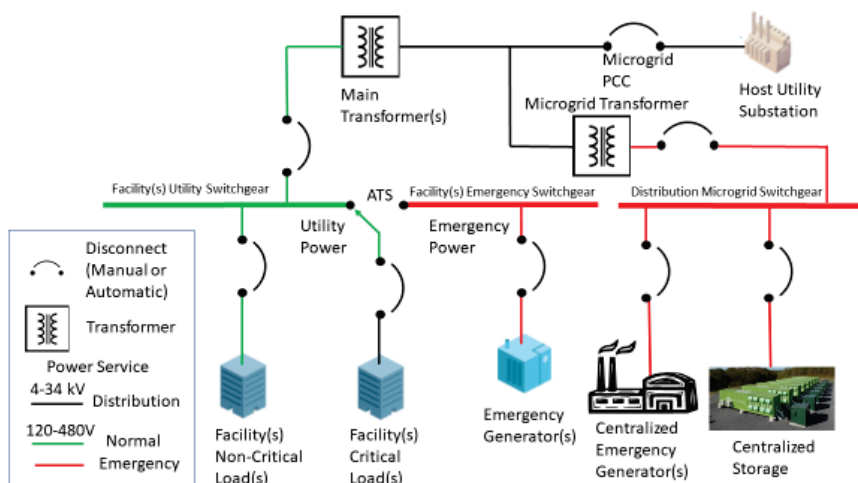 Microgrid
PCC
Host Utility
Substation
Main
Transformer(s)
Microgrid Transformer
Facility(s) Utility Switchgear
ATS
Facility(s) Emergency Switchgear
Distribution Microgrid Switchgear
Utility
Power
Emergency
Power
Disconnect
(Manual or
Automatic)
Transformer
Power Service
4-34 kV
Distribution
120-480V
Normal
Emergency
Facility(s)
Non-Critical
Load(s)
Facility(s)
Critical
Load(s)
Emergency
Generator(s)
Centralized
Emergency
Generator(s)
Centralized
Storage